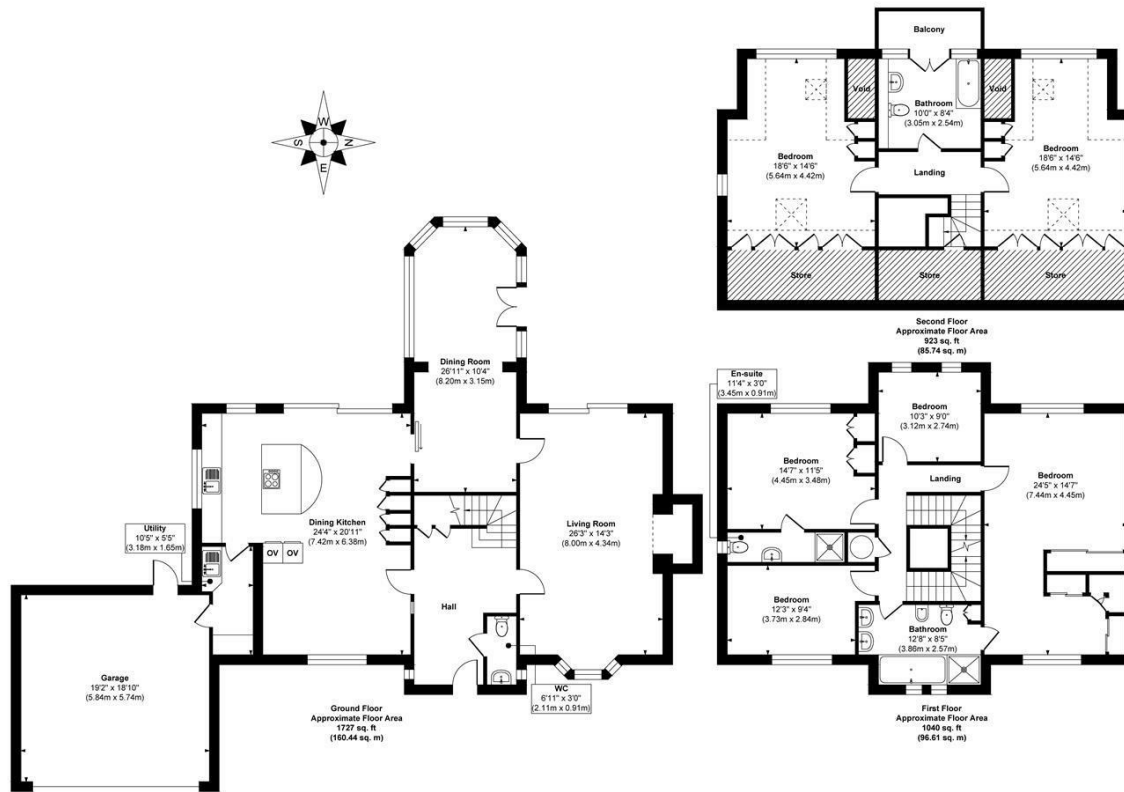 W
S
N
E
Balcony
Void
Bathroom
10'0" x 8'4"
(3.05m x 2.54m)
Void
Bedroom
18'6" x 14'6"
(5.64m x 4.42m)
Landing
Bedroom
18'6" x 14'6"
(5.64m x 4.42m)
Store
Store
Store
Second Floor
Approximate Floor Area
923 sq. ft
(85.74 sq. m)
Dining Room
26'11" x 10'4"
(8.20m x 3.15m)
Utility
10'5" x 5'5"
(3.18m x 1.65m)
Dining Kitchen
24'4" x 20'11"
(7.42m x 6.38m)
OV
OV
Living Room
26'3" x 14'3"
(8.00m x 4.34m)
Hall
Garage
19'2" x 18'10"
(5.84m x 5.74m)
WC
6'11" x 3'0"
(2.11m x 0.91m)
Ground Floor
Approximate Floor Area
1727 sq. ft
(160.44 sq. m)
En-suite
11'4" x 3'0"
(3.45m x 0.91m)
Bedroom
10'3" x 9'0"
(3.12m x 2.74m)
Bedroom
14'7" x 11'5"
(4.45m x 3.48m)
Landing
Bedroom
24'5" x 14'7"
(7.44m x 4.45m)
Bedroom
12'3" x 9'4"
(3.73m x 2.84m)
Bathroom
12'8" x 8'5"
(3.86m x 2.57m)
First Floor
Approximate Floor Area
1040 sq. ft
(96.61 sq. m)